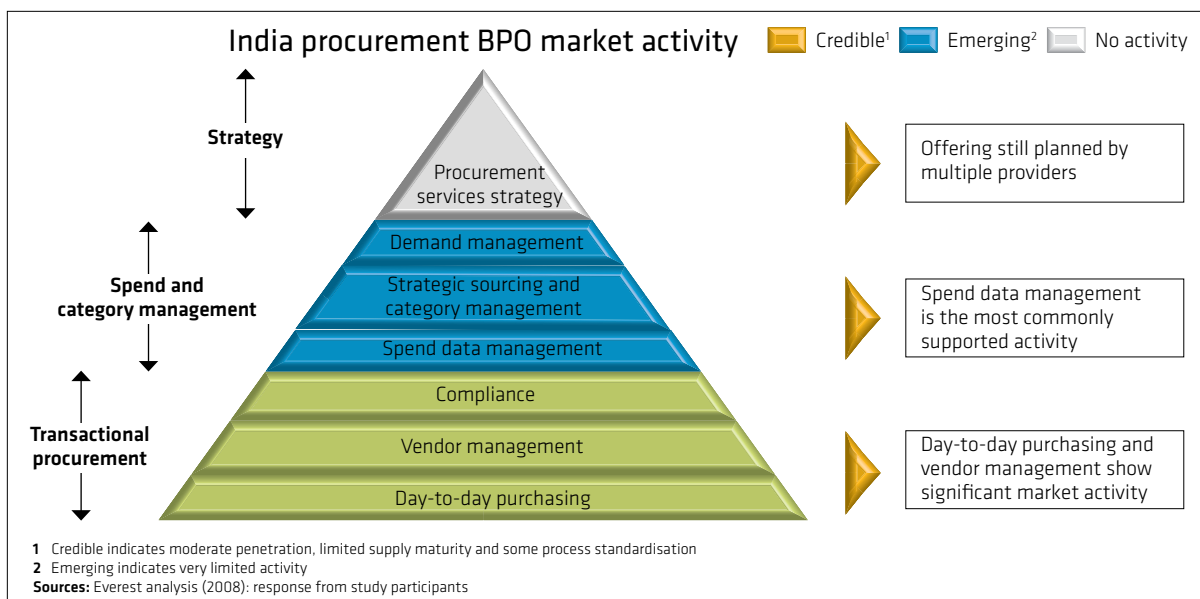 India procurement BPO market activity
Credible1
Emerging2
No activity
Strategy
Procurement
services strategy
Offering still planned by
multiple providers
Spend and
category management
Demand management
Strategic sourcing and
category management
Spend data management
Spend data management
is the most commonly
supported activity
Transactional
procurement
Compliance
Vendor management
Day-to-day purchasing
Day-to-day purchasing and
vendor management show
significant market activity
1 Credible indicates moderate penetration, limited supply maturity and some process standardisation
2 Emerging indicates very limited activity
Sources: Everest analysis (2008): response from study participants